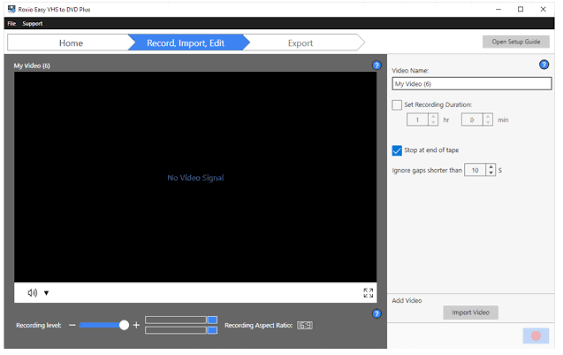 Roxio Easy VHS to DVD Plus
File Support
Home
Record, Import, Edit
Export
Open Setup Guide
My Video (6)
?
No Video Signal
Recording level:
Recording Aspect Ratio:
?
?
Video Name:
My Video (6)
Set Recording Duration:
1 hr 0 min
Stop at end of tape
Ignore gaps shorter than 10 S
Add Video
Import Video